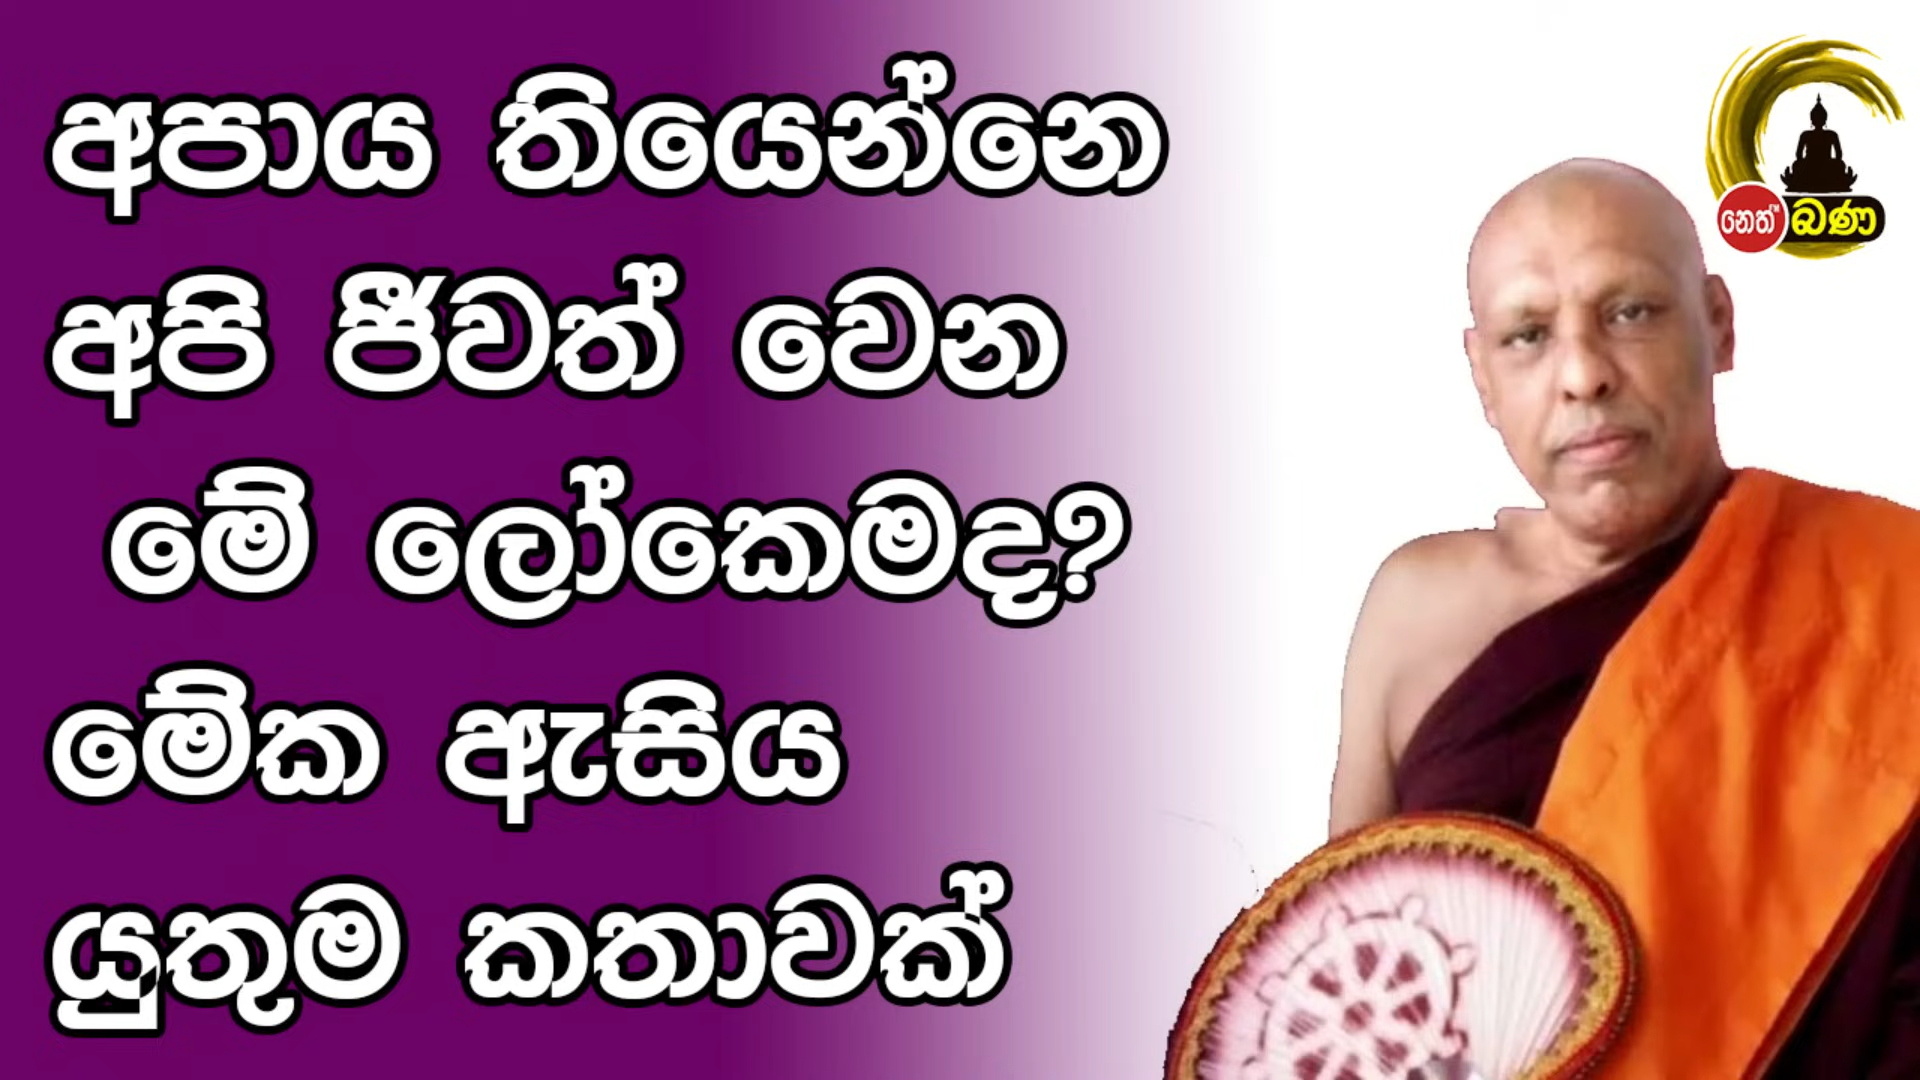 අපාය තියෙන්නෙ
අපි ජීවත් වෙන
මේ ලෝකෙමද?
මේක ඇසිය
යුතුම කතාවක්
නෙත් බණ